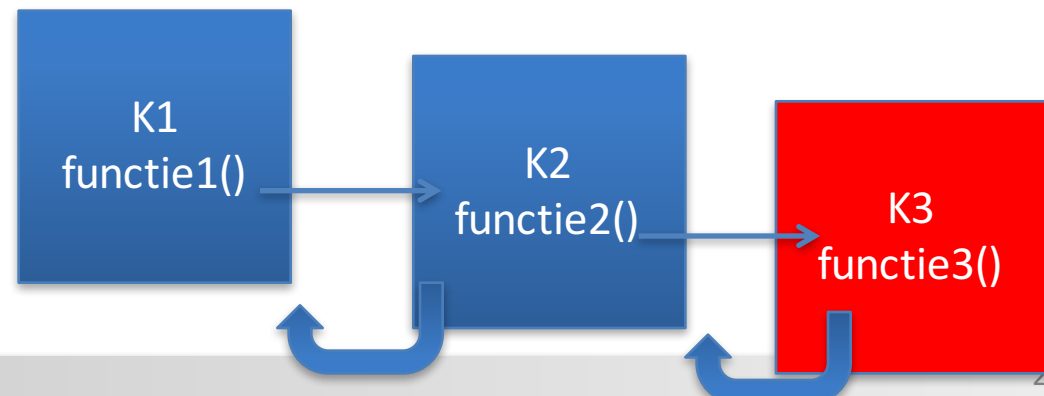 K1
functie1()
K2
functie2()
K3
functie3()